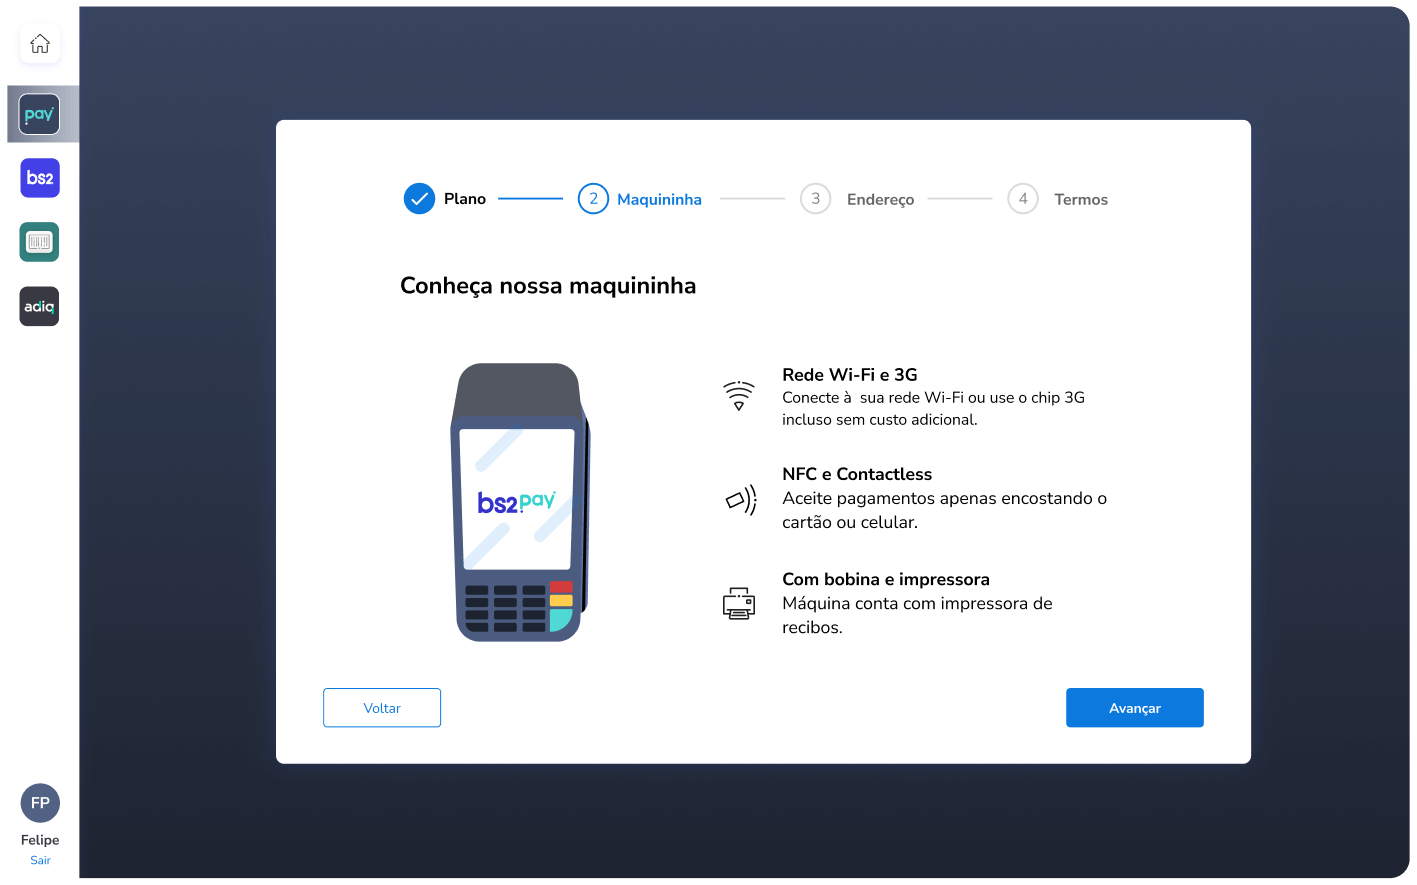 pay
bs2
adiq
FP
Felipe
Sair
Plano
2
Maquininha
3
Endereço
4
Termos
Conheça nossa maquininha
bs2 pay
Rede Wi-Fi e 3G
Conecte à  sua rede Wi-Fi ou use o chip 3G
incluso sem custo adicional.
NFC e Contactless
Aceite pagamentos apenas encostando o
cartão ou celular.
Com bobina e impressora
Máquina conta com impressora de
recibos.
Voltar
Avançar